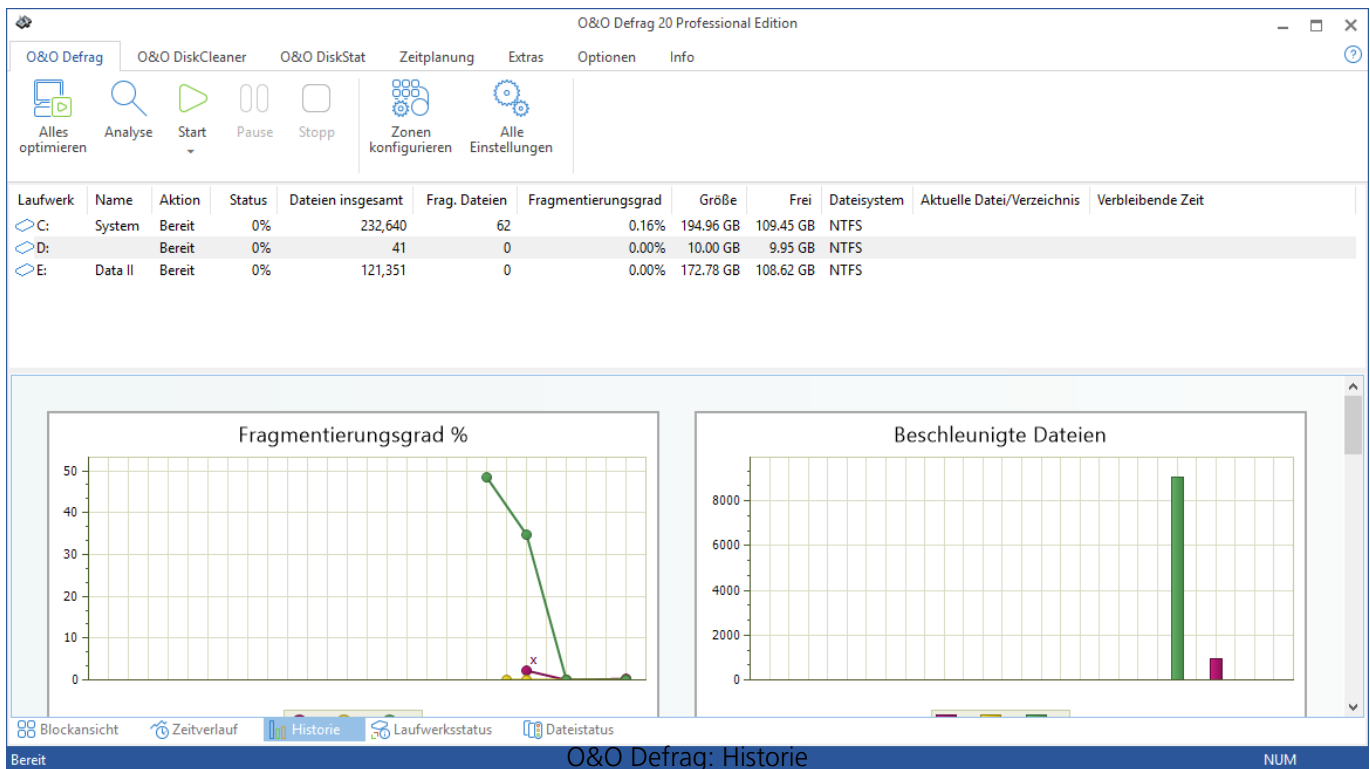 O&O Defrag 20 Professional Edition
O&O Defrag O&O DiskCleaner O&O DiskStat Zeitplanung Extras Optionen Info
Alles optimieren
Analyse
Start
Pause
Stopp
Zonen konfigurieren
Alle Einstellungen
Laufwerk Name Aktion Status Dateien insgesamt Frag. Dateien Fragmentierungsgrad Größe Frei Dateisystem Aktuelle Datei/Verzeichnis Verbleibende Zeit
C: System Bereit 0% 232,640 62 0.16% 194.96 GB 109.45 GB NTFS
D: Bereit 0% 41 0 0.00% 10.00 GB 9.95 GB NTFS
E: Data II Bereit 0% 121,351 0 0.00% 172.78 GB 108.62 GB NTFS
Fragmentierungsgrad %
50
40
30
20
10
0
x
Beschleunigte Dateien
8000
6000
4000
2000
0
Blockansicht Zeitverlauf Historie Laufwerksstatus Dateistatus
Bereit
O&O Defrag: Historie
NUM